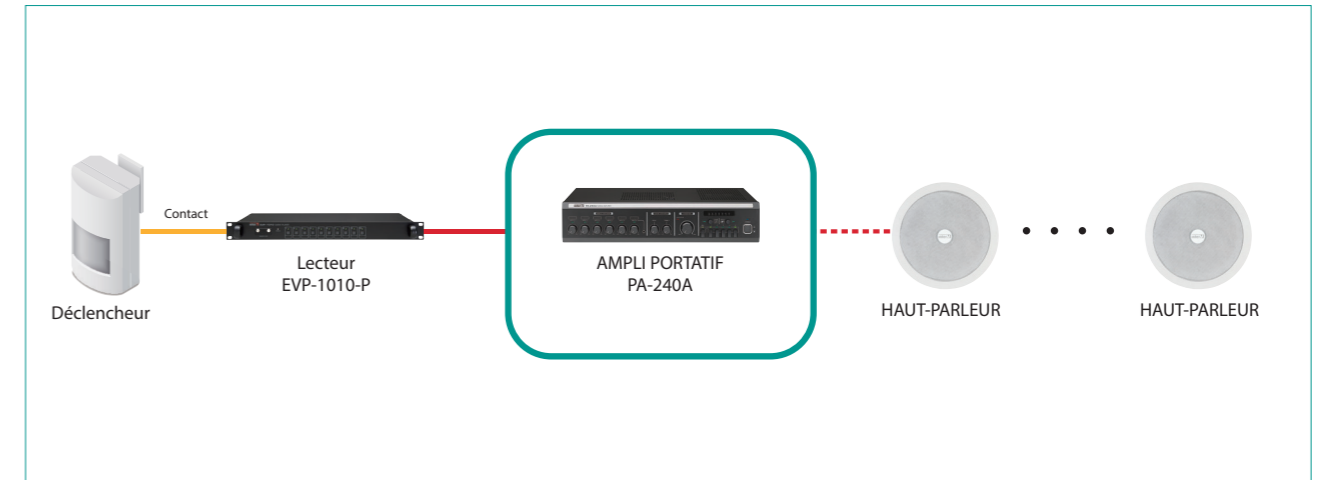 Contact
Déclencheur
Lecteur
EVP-1010-P
AMPLI PORTATIF
PA-240A
HAUT-PARLEUR
HAUT-PARLEUR